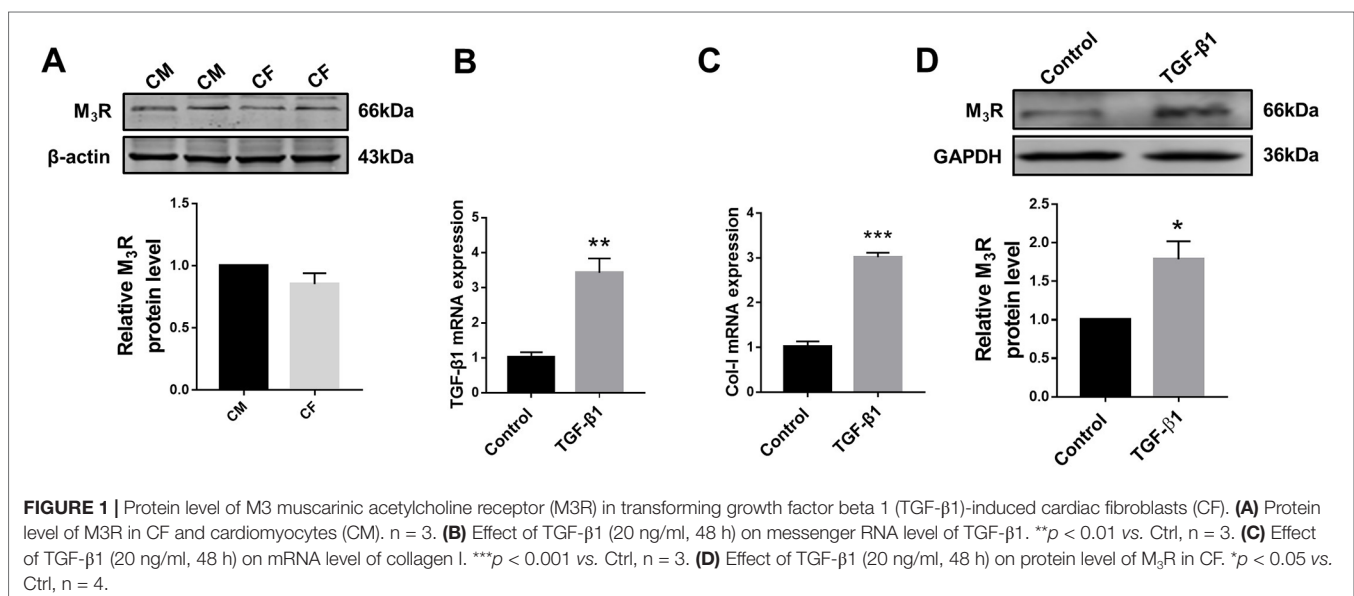 A
CM CM CF CF
M₃R 66kDa
β-actin 43kDa
Relative M₃R
protein level
1.5
1.0
0.5
0.0
CM
CF
B
TGF-β1 mRNA expression
5
4
3
2
1
0
**
Control
TGF-β1
C
Col-I mRNA expression
4
3
2
1
0
***
Control
TGF-β1
D
Control TGF-β1
M₃R 66kDa
GAPDH 36kDa
Relative M₃R
protein level
2.5
2.0
1.5
1.0
0.5
0.0
*
Control
TGF-β1
FIGURE 1 | Protein level of M3 muscarinic acetylcholine receptor (M3R) in transforming growth factor beta 1 (TGF-β1)-induced cardiac fibroblasts (CF). (A) Protein
level of M3R in CF and cardiomyocytes (CM). n = 3. (B) Effect of TGF-β1 (20 ng/ml, 48 h) on messenger RNA level of TGF-β1. **p < 0.01 vs. Ctrl, n = 3. (C) Effect
of TGF-β1 (20 ng/ml, 48 h) on mRNA level of collagen I. ***p < 0.001 vs. Ctrl, n = 3. (D) Effect of TGF-β1 (20 ng/ml, 48 h) on protein level of M₃R in CF. *p < 0.05 vs.
Ctrl, n = 4.